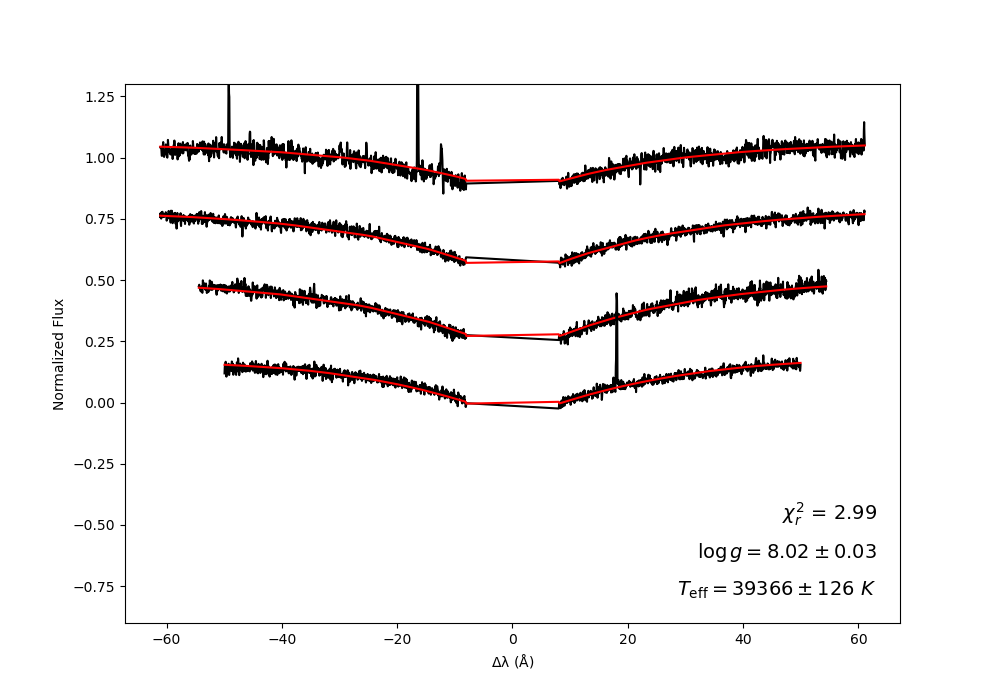 1.25
1.00
0.75
0.50
0.25
0.00
−0.25
−0.50
−0.75
Normalized Flux
χ²ᵣ = 2.99
log g = 8.02 ± 0.03
T_eff = 39366 ± 126 K
−60 −40 −20 0 20 40 60
Δλ (Å)